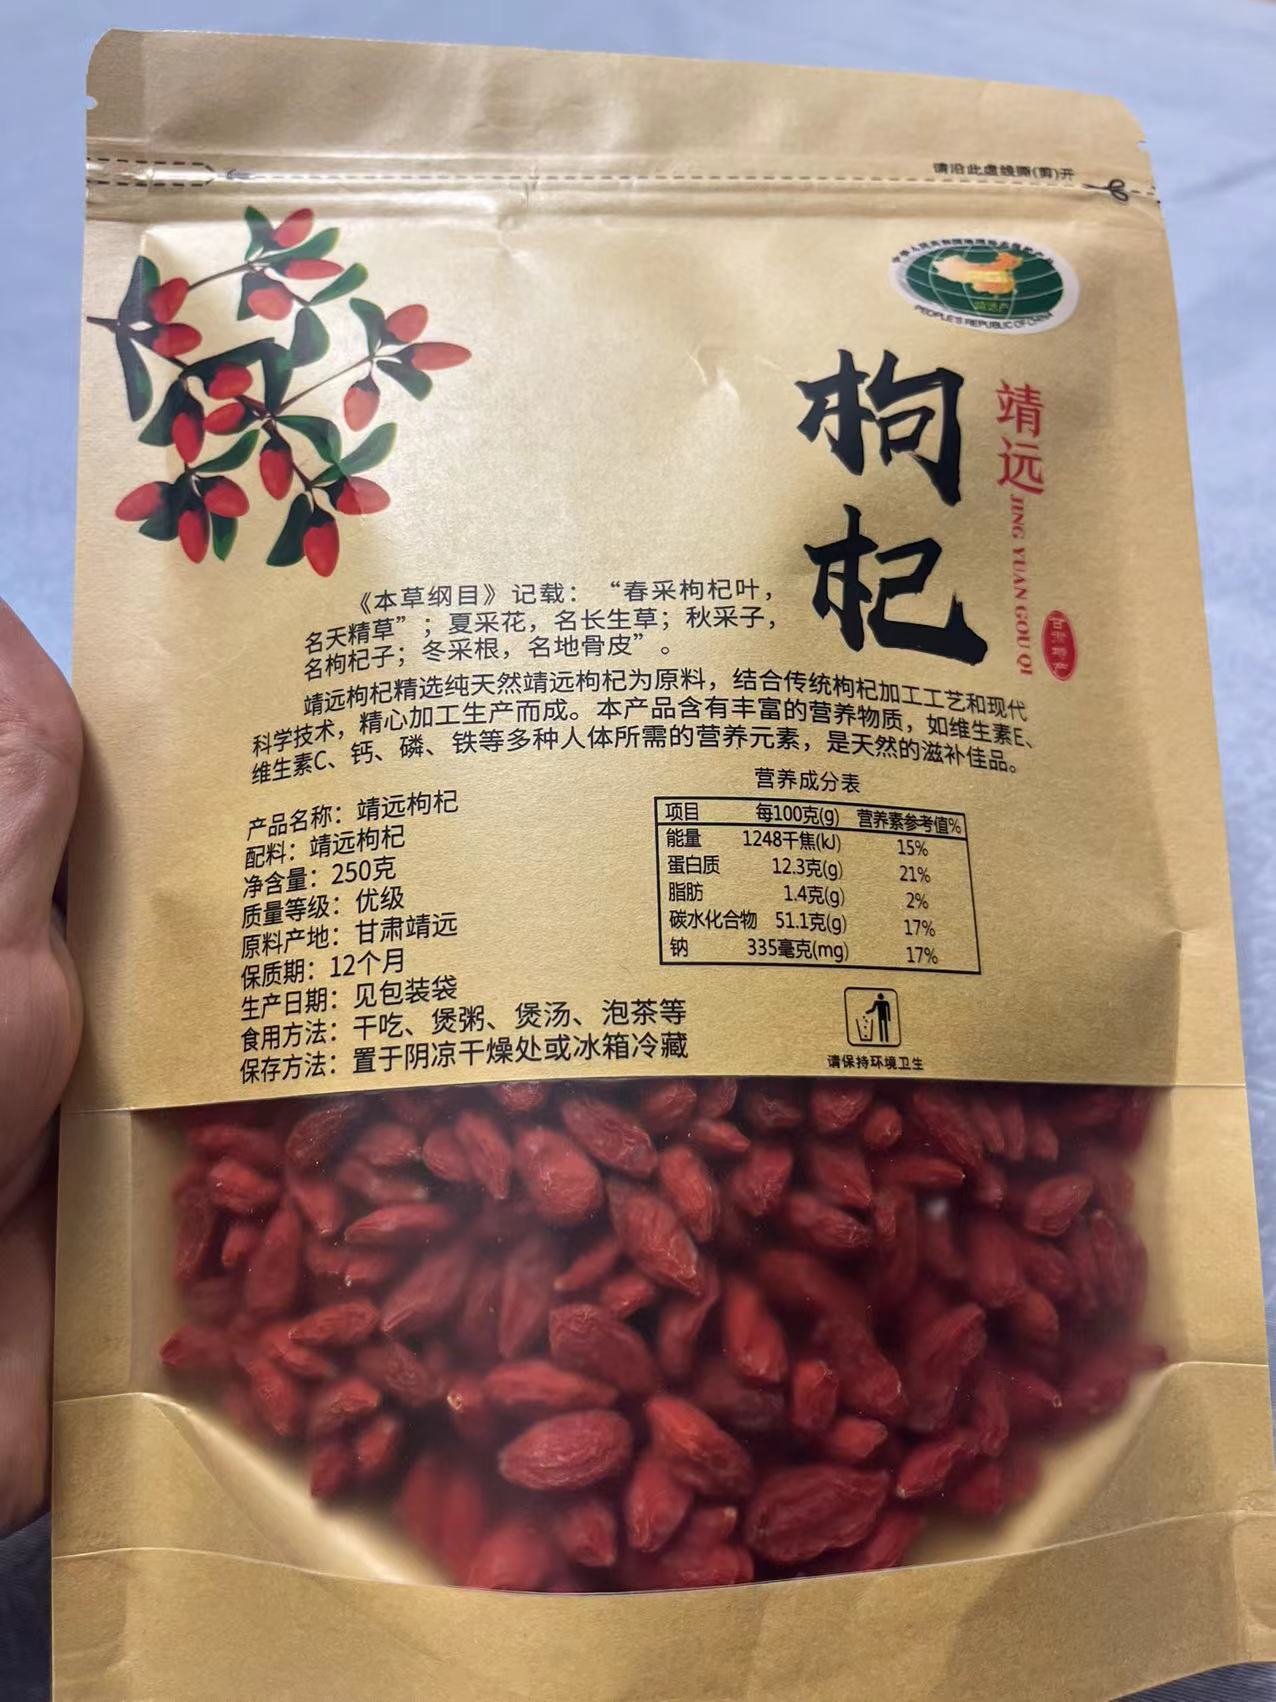 请沿此虚线撕(剪)开
中华人民共和国地理标志保护产品
PEOPLE'S REPUBLIC OF CHINA
枸杞
靖远
JING YUAN GOU QI
甘肃特产
《本草纲目》记载：“春采枸杞叶，
名天精草”；夏采花，名长生草；秋采子，
名枸杞子；冬采根，名地骨皮”。
靖远枸杞精选纯天然靖远枸杞为原料，结合传统枸杞加工工艺和现代
科学技术，精心加工生产而成。本产品含有丰富的营养物质，如维生素E、
维生素C、钙、磷、铁等多种人体所需的营养元素，是天然的滋补佳品。
产品名称：靖远枸杞
配料：靖远枸杞
净含量：250克
质量等级：优级
原料产地：甘肃靖远
保质期：12个月
生产日期：见包装袋
食用方法：干吃、煲粥、煲汤、泡茶等
保存方法：置于阴凉干燥处或冰箱冷藏
营养成分表
项目 每100克(g) 营养素参考值%
能量 1248千焦(kJ) 15%
蛋白质 12.3克(g) 21%
脂肪 1.4克(g) 2%
碳水化合物 51.1克(g) 17%
钠 335毫克(mg) 17%
请保持环境卫生